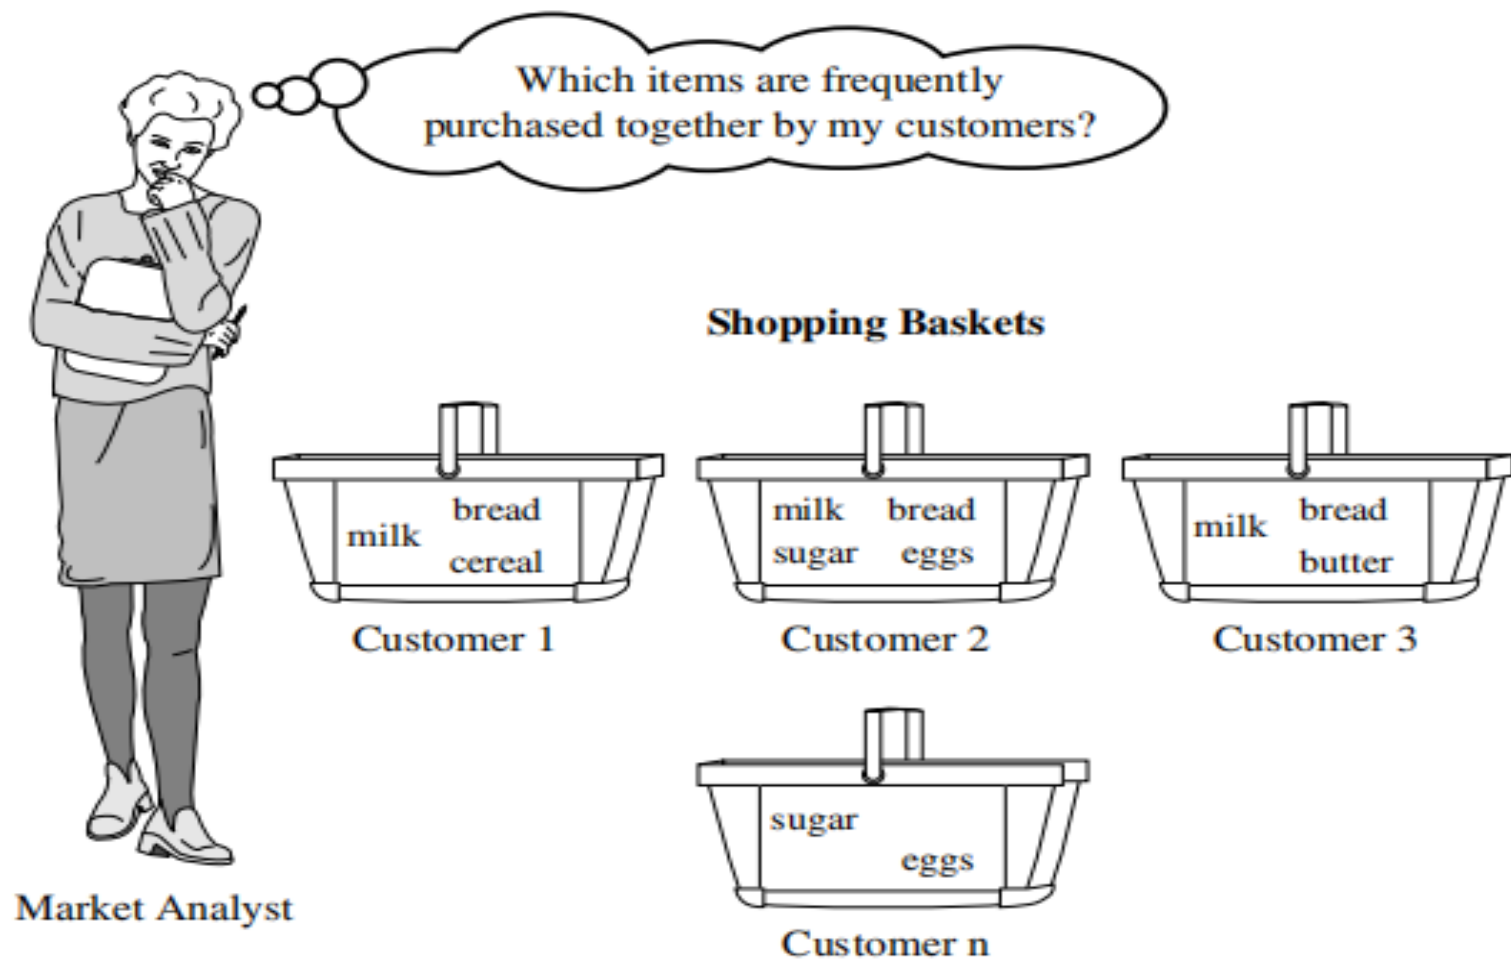 Which items are frequently
purchased together by my customers?
Shopping Baskets
milk bread
cereal
Customer 1
milk bread
sugar eggs
Customer 2
milk bread
butter
Customer 3
sugar
eggs
Customer n
Market Analyst